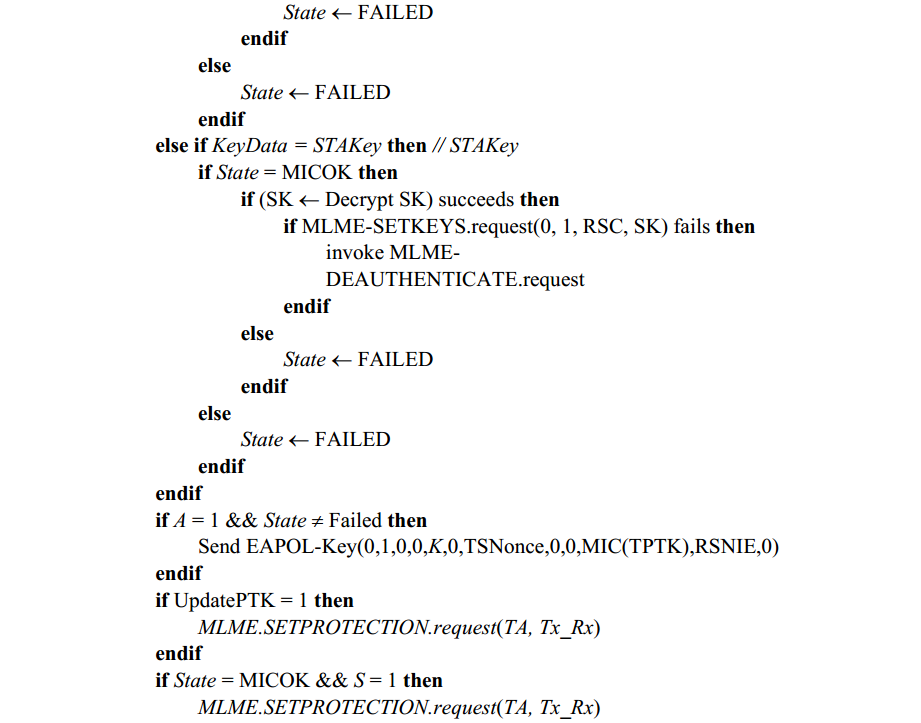 State ← FAILED
endif
else
State ← FAILED
endif
else if KeyData = STAKey then // STAKey
if State = MICOK then
if (SK ← Decrypt SK) succeeds then
if MLME-SETKEYS.request(0, 1, RSC, SK) fails then
invoke MLME-
DEAUTHENTICATE.request
endif
else
State ← FAILED
endif
else
State ← FAILED
endif
endif
if A = 1 && State ≠ Failed then
Send EAPOL-Key(0,1,0,0,K,0,TSNonce,0,0,MIC(TPTK),RSNIE,0)
endif
if UpdatePTK = 1 then
MLME.SETPROTECTION.request(TA, Tx_Rx)
endif
if State = MICOK && S = 1 then
MLME.SETPROTECTION.request(TA, Tx_Rx)